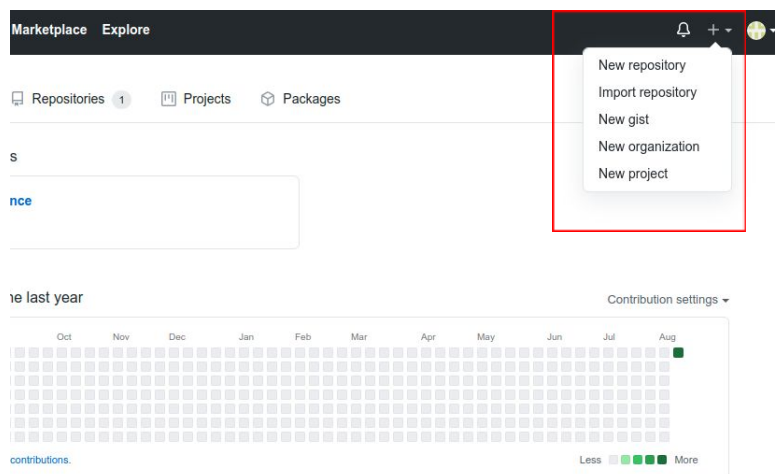 Marketplace Explore
New repository
Import repository
New gist
New organization
New project
Repositories 1 Projects Packages
s
nce
ne last year
Contribution settings
Oct Nov Dec Jan Feb Mar Apr May Jun Jul Aug
contributions.
Less More